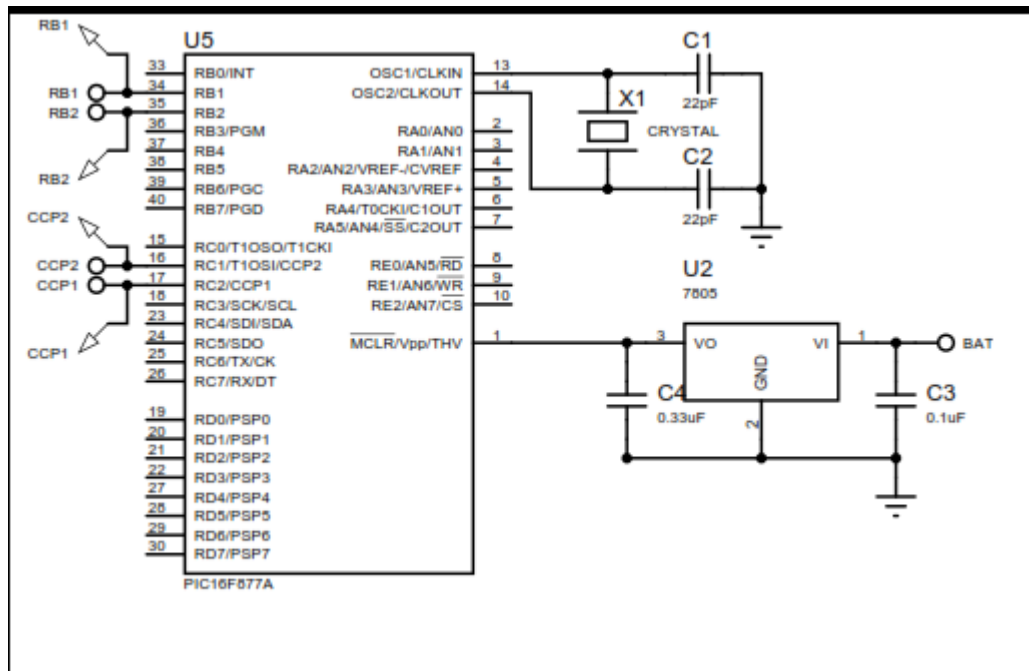 RB1
U5
C1
33 RB0/INT OSC1/CLKIN 13
RB1 34 RB1 OSC2/CLKOUT 14
22pF
RB2 35 RB2
X1
CRYSTAL
36 RB3/PGM RA0/AN0 2
37 RB4 RA1/AN1 3
C2
38 RB5 RA2/AN2/VREF-/CVREF 4
RB2
39 RB6/PGC RA3/AN3/VREF+ 5
40 RB7/PGD RA4/T0CKI/C1OUT 6
22pF
CCP2
RA5/AN4/SS/C2OUT 7
15 RC0/T1OSO/T1CKI
CCP2 16 RC1/T1OSI/CCP2 RE0/AN5/RD 8
U2
CCP1 17 RC2/CCP1 RE1/AN6/WR 9
7805
18 RC3/SCK/SCL RE2/AN7/CS 10
23 RC4/SDI/SDA
24 RC5/SDO MCLR/Vpp/THV 1 3 VO VI 1 BAT
CCP1
25 RC6/TX/CK
GND
26 RC7/RX/DT
C4
C3
0.33uF
0.1uF
2
19 RD0/PSP0
20 RD1/PSP1
21 RD2/PSP2
22 RD3/PSP3
27 RD4/PSP4
28 RD5/PSP5
29 RD6/PSP6
30 RD7/PSP7
PIC16F877A